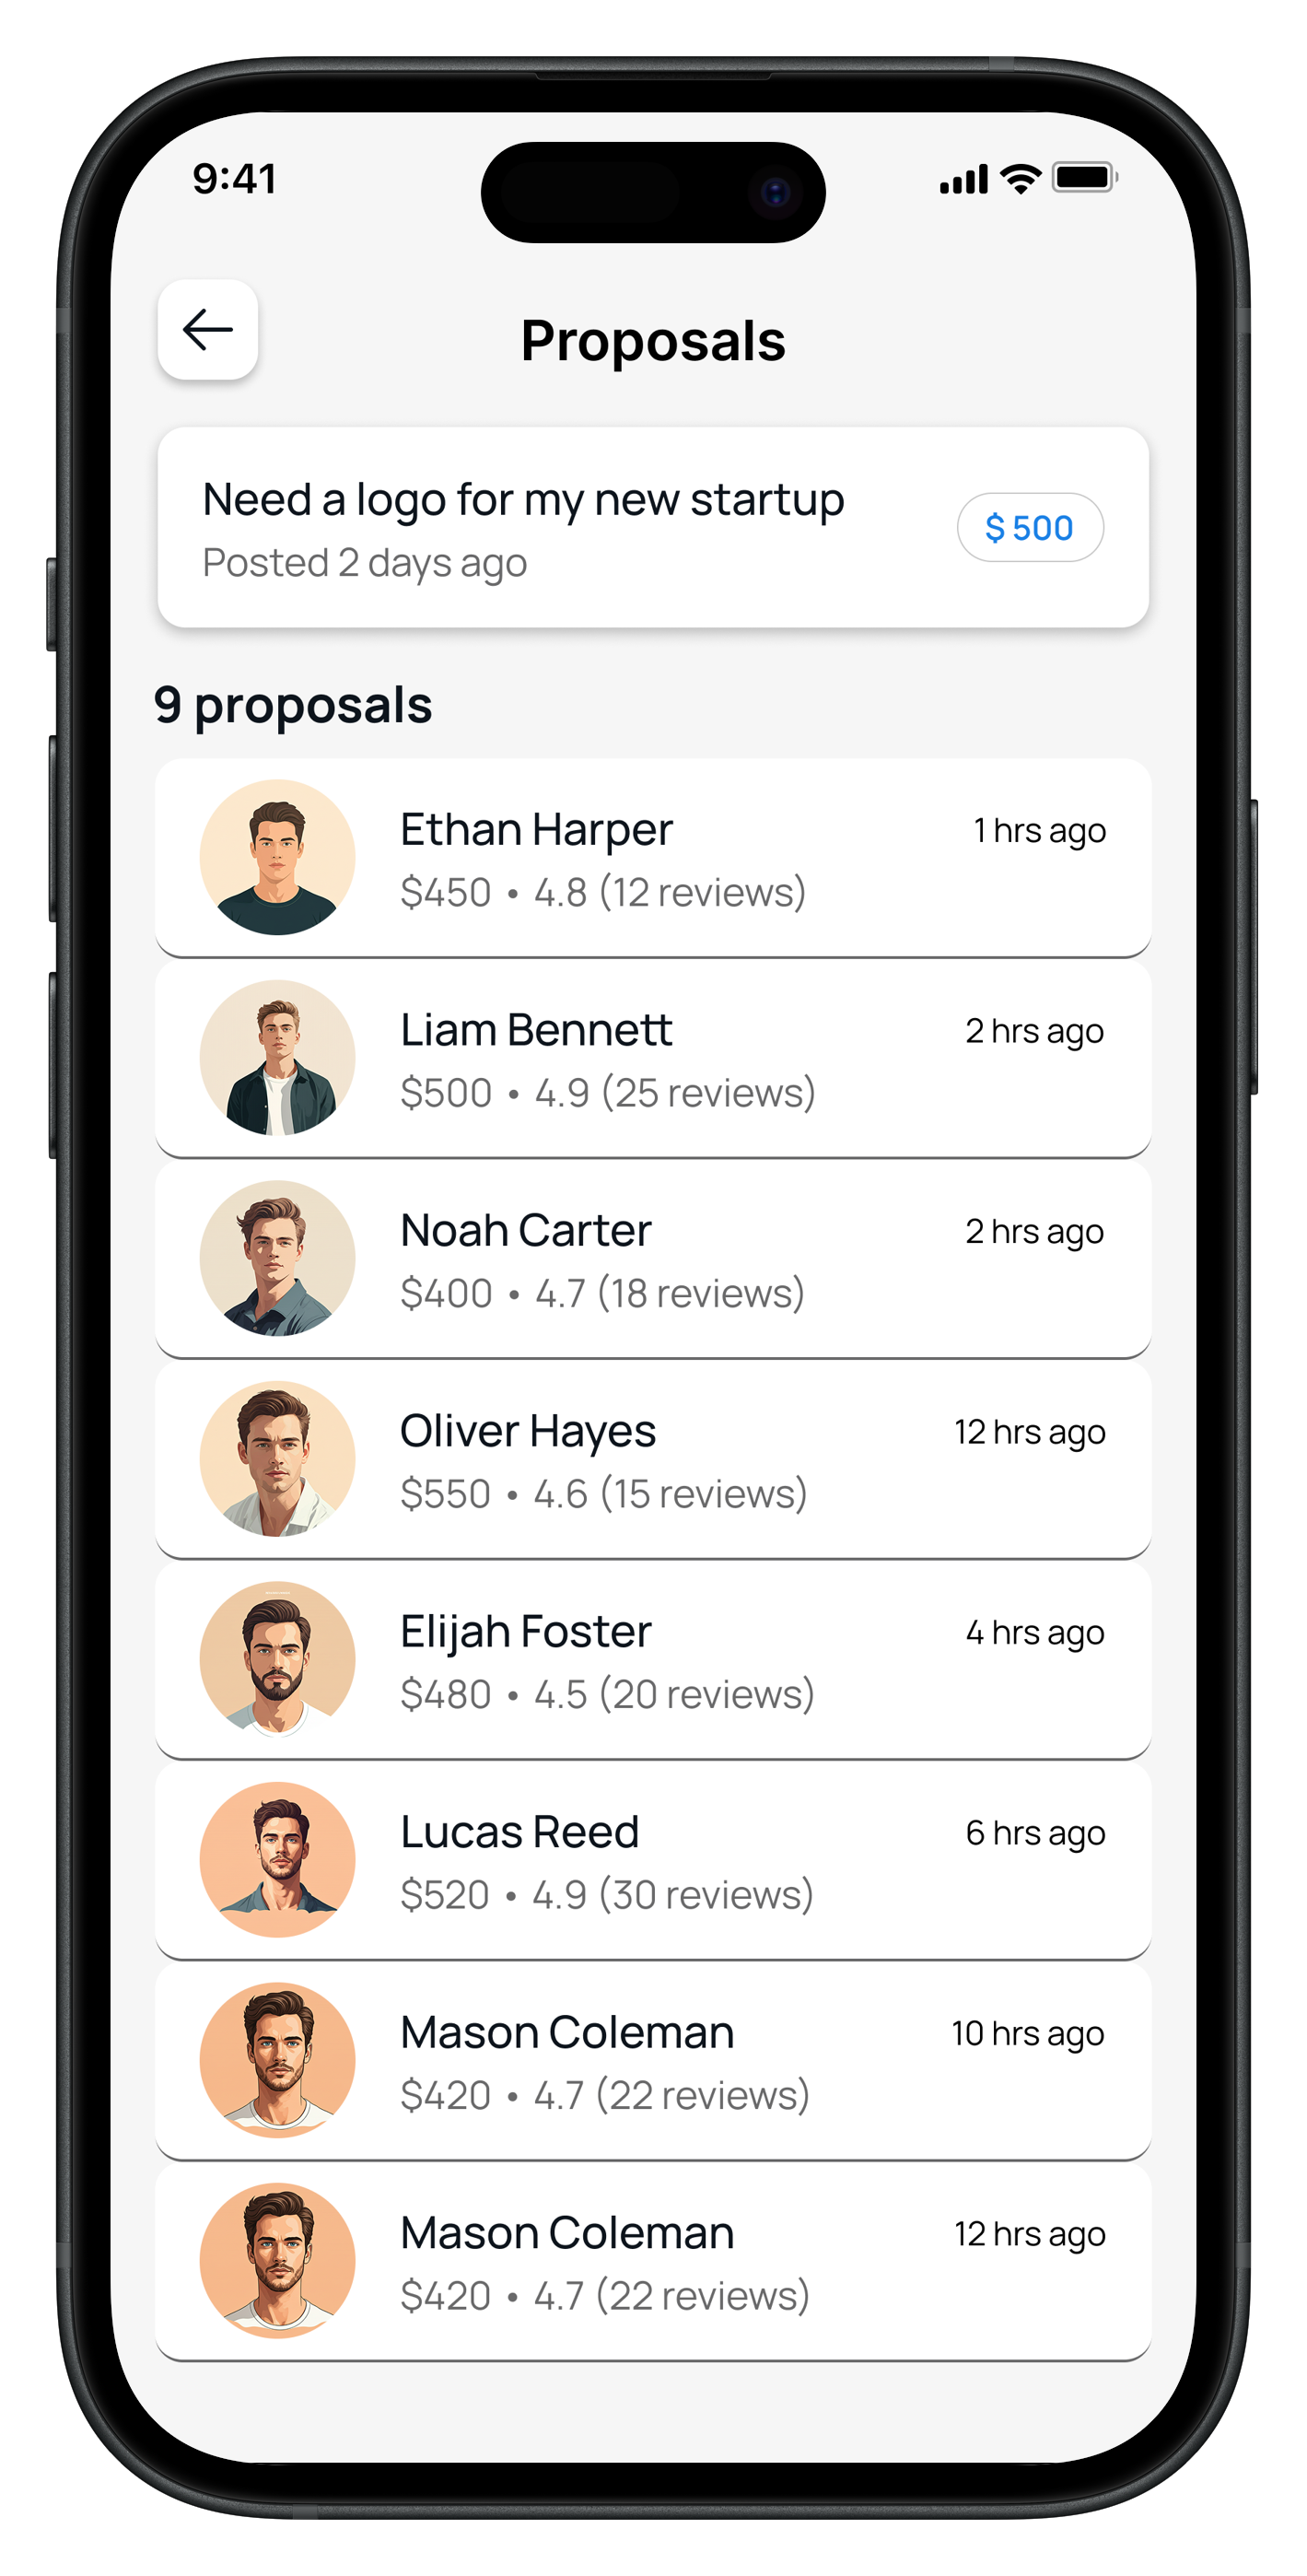 9:41
Proposals
Need a logo for my new startup
Posted 2 days ago
$ 500
9 proposals
Ethan Harper
1 hrs ago
$450 • 4.8 (12 reviews)
Liam Bennett
2 hrs ago
$500 • 4.9 (25 reviews)
Noah Carter
2 hrs ago
$400 • 4.7 (18 reviews)
Oliver Hayes
12 hrs ago
$550 • 4.6 (15 reviews)
Elijah Foster
4 hrs ago
$480 • 4.5 (20 reviews)
Lucas Reed
6 hrs ago
$520 • 4.9 (30 reviews)
Mason Coleman
10 hrs ago
$420 • 4.7 (22 reviews)
Mason Coleman
12 hrs ago
$420 • 4.7 (22 reviews)